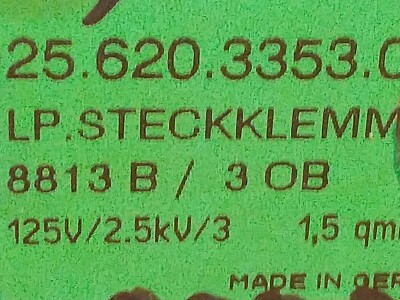 25.620.3353.0
LP.STECKKLEMM
8813 B / 3 OB
125V/2.5kV/3 1,5 qm
MADE IN GER